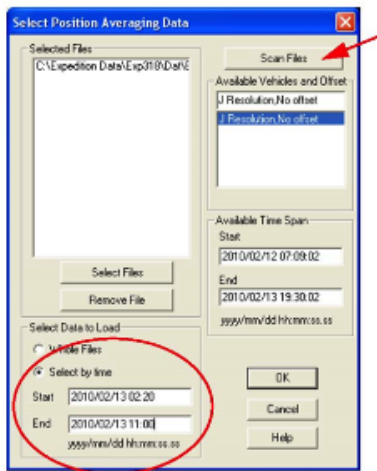 Select Position Averaging Data
Selected Files
C:\Expedition Data\Exp318\Dat\E
Select Files
Remove File
Select Data to Load
Whole Files
Select by time
Start 2010/02/13 02:20
End 2010/02/13 11:00
yyyy/mm/dd hh:mm:ss.ss
Scan Files
Available Vehicles and Offset
J Resolution,No offset
J Resolution,No offset
Available Time Span
Start
2010/02/12 07:09:02
End
2010/02/13 19:30:02
yyyy/mm/dd hh:mm:ss.ss
OK
Cancel
Help